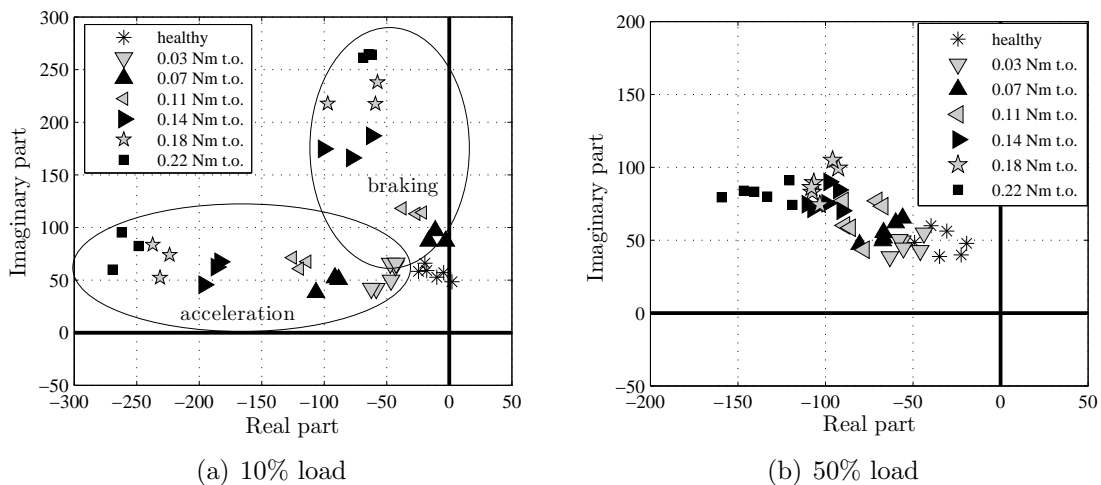 300
250
200
150
100
50
0
−50
−300
−250
−200
−150
−100
−50
0
50
Imaginary part
Real part
healthy
0.03 Nm t.o.
0.07 Nm t.o.
0.11 Nm t.o.
0.14 Nm t.o.
0.18 Nm t.o.
0.22 Nm t.o.
braking
acceleration
(a) 10% load
200
150
100
50
0
−50
−200
−150
−100
−50
0
50
Imaginary part
Real part
healthy
0.03 Nm t.o.
0.07 Nm t.o.
0.11 Nm t.o.
0.14 Nm t.o.
0.18 Nm t.o.
0.22 Nm t.o.
(b) 50% load